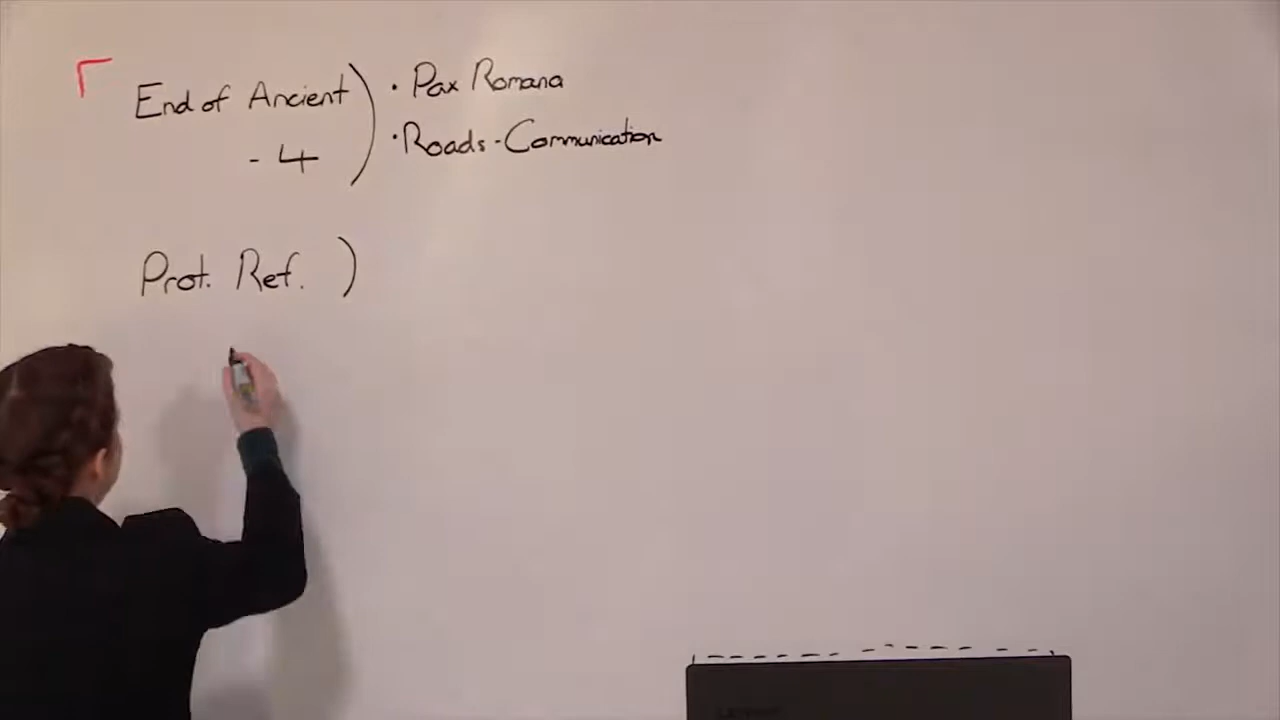 End of Ancient ) · Pax Romana
- 4 · Roads - Communication
Prot. Ref. )